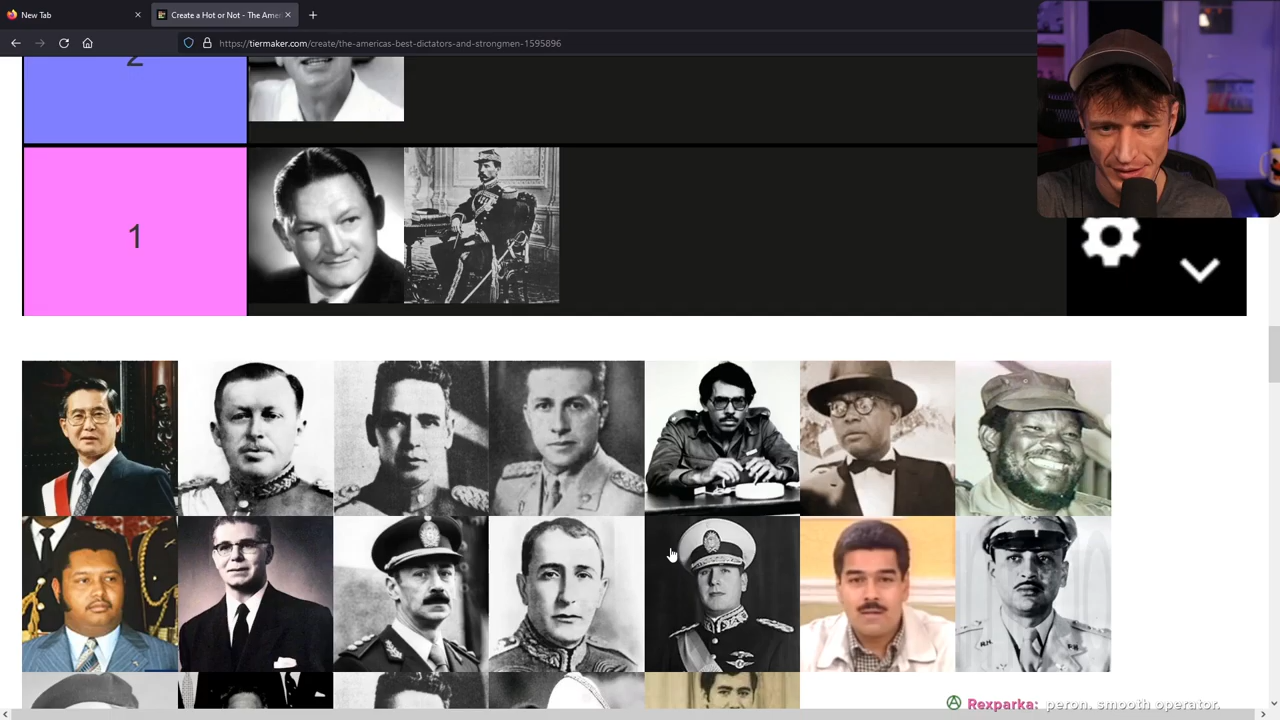 New Tab
Create a Hot or Not - The Ame
https://tiermaker.com/create/the-americas-best-dictators-and-strongmen-1595896
2
1
Rexparka: peron. smooth operator.